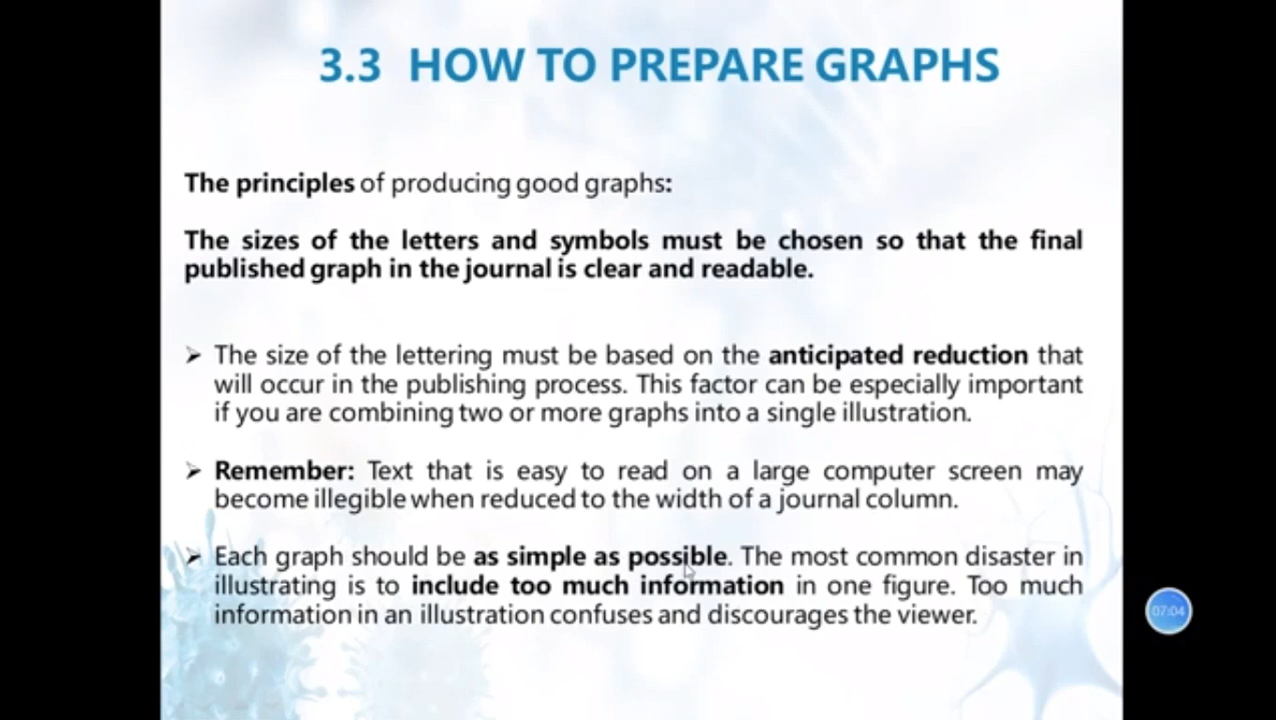 3.3 HOW TO PREPARE GRAPHS
The principles of producing good graphs:
The sizes of the letters and symbols must be chosen so that the final
published graph in the journal is clear and readable.
➢ The size of the lettering must be based on the anticipated reduction that
will occur in the publishing process. This factor can be especially important
if you are combining two or more graphs into a single illustration.
➢ Remember: Text that is easy to read on a large computer screen may
become illegible when reduced to the width of a journal column.
➢ Each graph should be as simple as possible. The most common disaster in
illustrating is to include too much information in one figure. Too much
information in an illustration confuses and discourages the viewer.
07:04